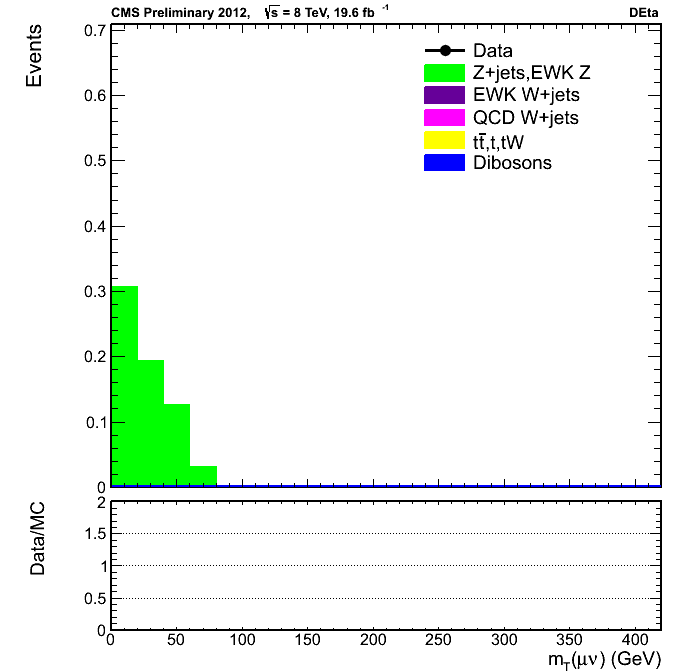 CMS Preliminary 2012, √s = 8 TeV, 19.6 fb⁻¹ DEta
Events
0.7
0.6
0.5
0.4
0.3
0.2
0.1
0
Data
Z+jets,EWK Z
EWK W+jets
QCD W+jets
tt̅,t,tW
Dibosons
Data/MC
2
1.5
1
0.5
0
0 50 100 150 200 250 300 350 400
m_T(μν) (GeV)